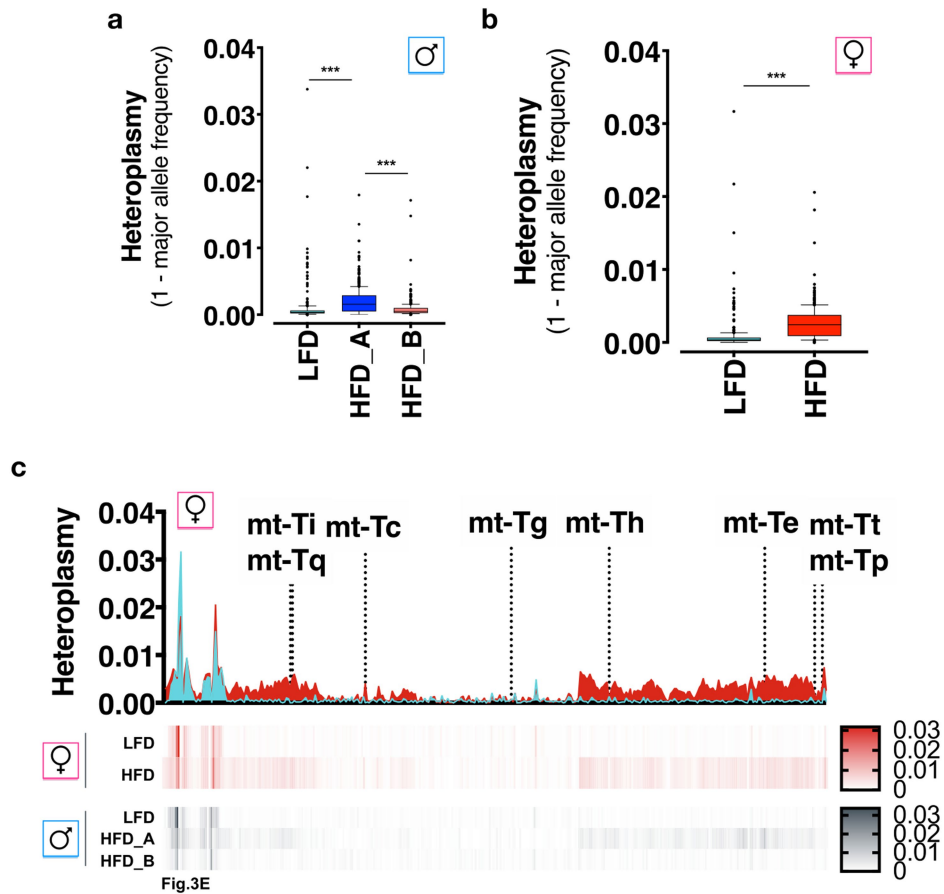 a
♂
Heteroplasmy
(1 - major allele frequency)
0.04
0.03
0.02
0.01
0.00
***
***
LFD
HFD_A
HFD_B
b
♀
Heteroplasmy
(1 - major allele frequency)
0.04
0.03
0.02
0.01
0.00
***
LFD
HFD
c
♀
Heteroplasmy
0.04
0.03
0.02
0.01
0.00
mt-Ti
mt-Tq
mt-Tc
mt-Tg
mt-Th
mt-Te
mt-Tt
mt-Tp
♀
LFD
HFD
0.03
0.02
0.01
0
♂
LFD
HFD_A
HFD_B
0.03
0.02
0.01
0
Fig.3E